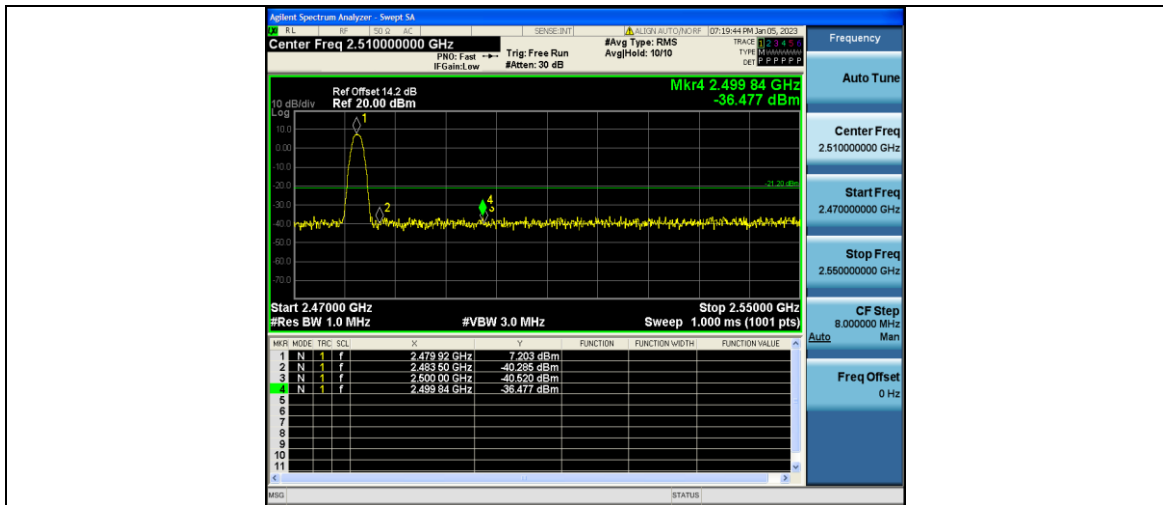 Agilent Spectrum Analyzer - Swept SA
RL RF 50 Ω AC SENSE:INT ALIGN AUTO/NORF 07:19:44 PM Jan 05, 2023
Center Freq 2.510000000 GHz
PNO: Fast
IFGain:Low
Trig: Free Run
#Atten: 30 dB
#Avg Type: RMS
Avg|Hold: 10/10
TRACE 1 2 3 4 5 6
TYPE M WWWWW
DET P P P P P P
Ref Offset 14.2 dB
10 dB/div Ref 20.00 dBm
Log
Mkr4 2.499 84 GHz
-36.477 dBm
10.0
0.00
-10.0
-20.0
-30.0
-40.0
-50.0
-60.0
-70.0
1
2
4
3
-21.20 dBm
Start 2.47000 GHz Stop 2.55000 GHz
#Res BW 1.0 MHz #VBW 3.0 MHz Sweep 1.000 ms (1001 pts)
MKR MODE TRC SCL X Y FUNCTION FUNCTION WIDTH FUNCTION VALUE
1 N 1 f 2.479 92 GHz 7.203 dBm
2 N 1 f 2.483 50 GHz -40.285 dBm
3 N 1 f 2.500 00 GHz -40.520 dBm
4 N 1 f 2.499 84 GHz -36.477 dBm
5
6
7
8
9
10
11
MSG STATUS
Frequency
Auto Tune
Center Freq
2.510000000 GHz
Start Freq
2.470000000 GHz
Stop Freq
2.550000000 GHz
CF Step
8.000000 MHz
Auto Man
Freq Offset
0 Hz